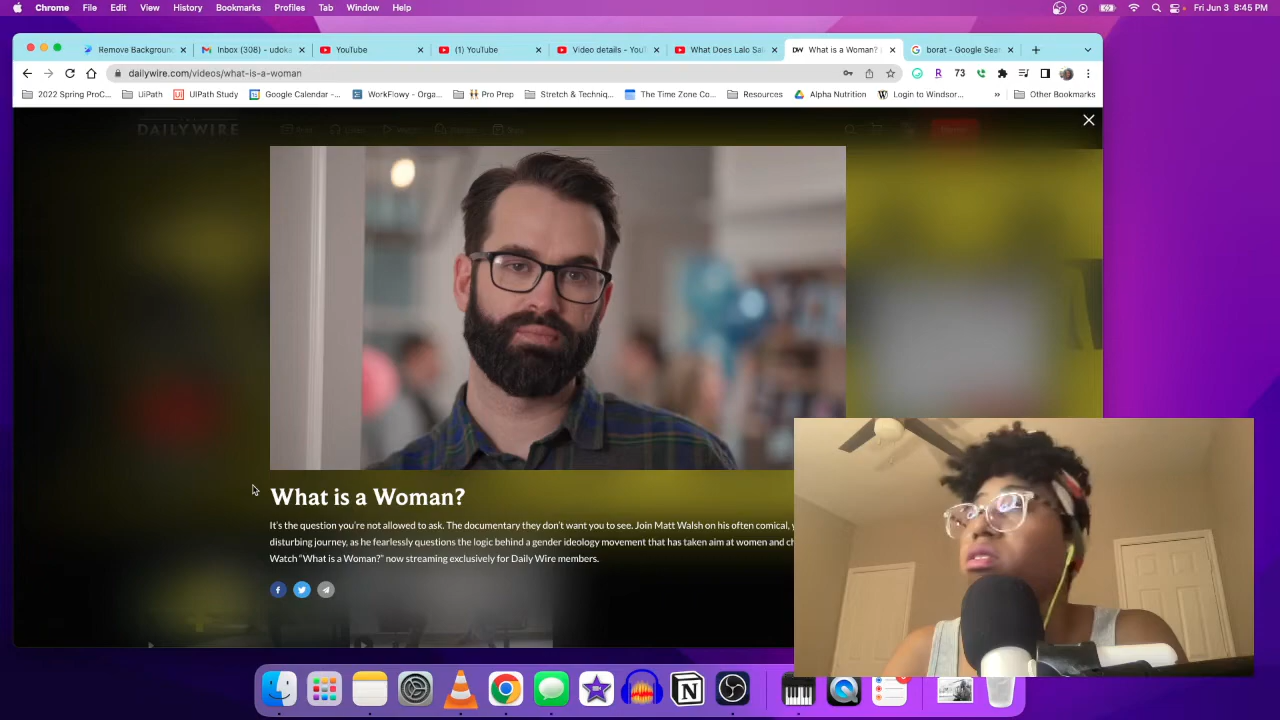 Chrome File Edit View History Bookmarks Profiles Tab Window Help Fri Jun 3 8:45 PM
Remove Backgroun Inbox (308) - udoka YouTube (1) YouTube Video details - You What Does Lalo Sal DW What is a Woman? borat - Google Sear
dailywire.com/videos/what-is-a-woman 73
2022 Spring ProC... UiPath UIPath Study Google Calendar -... WorkFlowy - Orga... Pro Prep Stretch & Techniq... The Time Zone Co... Resources Alpha Nutrition Login to Windsor... » Other Bookmarks
DAILYWIRE
What is a Woman?
It's the question you're not allowed to ask. The documentary they don't want you to see. Join Matt Walsh on his often comical,
disturbing journey, as he fearlessly questions the logic behind a gender ideology movement that has taken aim at women and
Watch "What is a Woman?" now streaming exclusively for Daily Wire members.